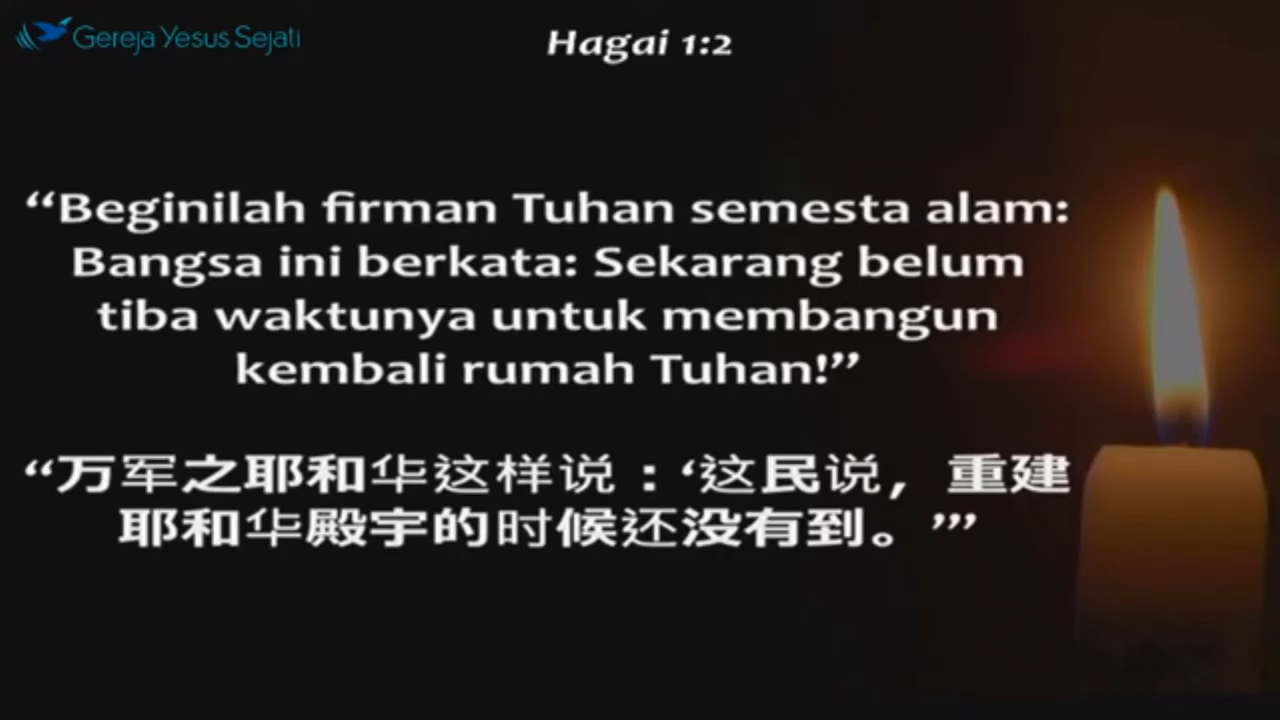 Gereja Yesus Sejati
Hagai 1:2
“Beginilah firman Tuhan semesta alam:
Bangsa ini berkata: Sekarang belum
tiba waktunya untuk membangun
kembali rumah Tuhan!”
“万军之耶和华这样说：‘这民说，重建
耶和华殿宇的时候还没有到。’”